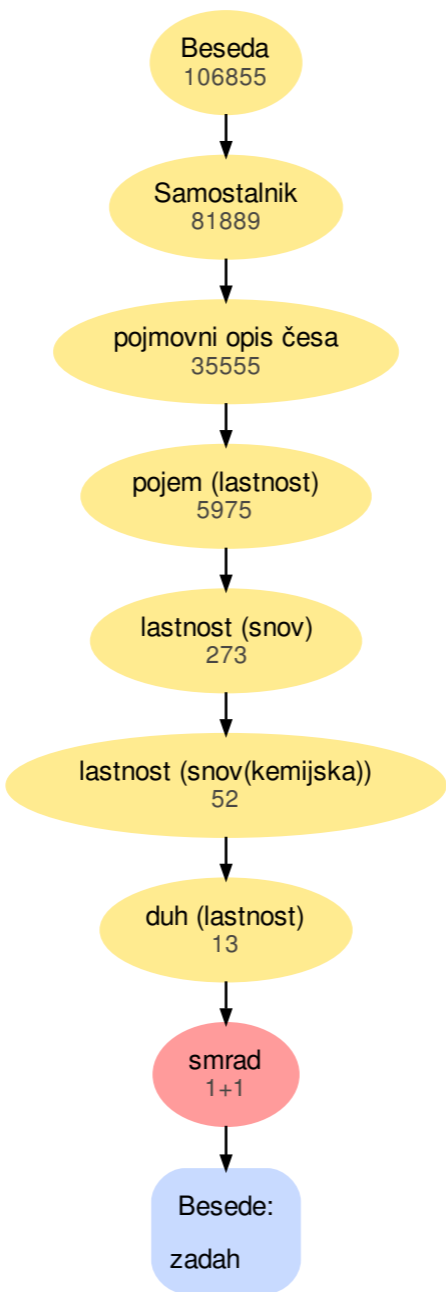 Beseda
106855
Samostalnik
81889
pojmovni opis česa
35555
pojem (lastnost)
5975
lastnost (snov)
273
lastnost (snov(kemijska))
52
duh (lastnost)
13
smrad
1+1
Besede:
zadah